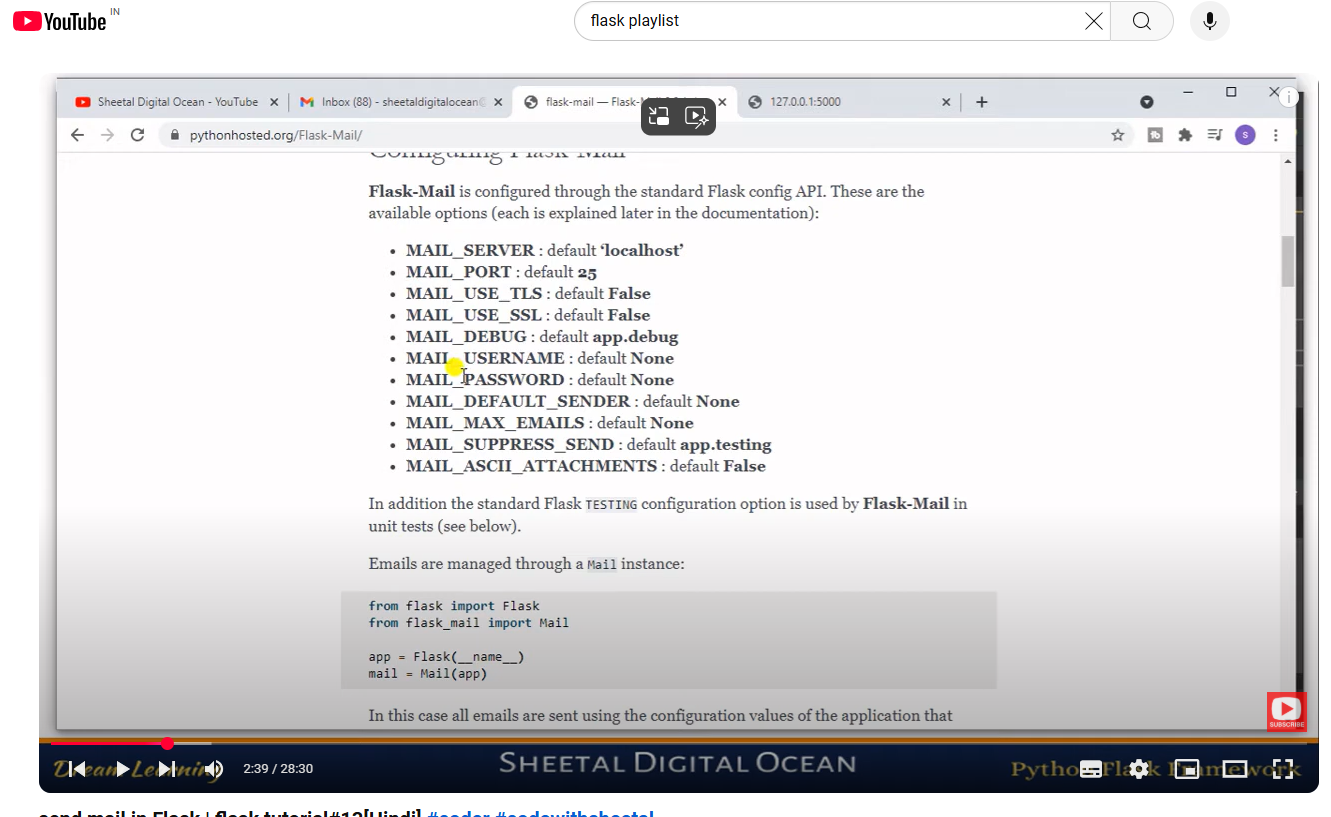 YouTube IN
flask playlist
Sheetal Digital Ocean - YouTube
Inbox (88) - sheetaldigitalocean@
flask-mail — Flask-
127.0.0.1:5000
pythonhosted.org/Flask-Mail/
S
Configuring Flask-Mail
Flask-Mail is configured through the standard Flask config API. These are the
available options (each is explained later in the documentation):
• MAIL_SERVER : default ‘localhost’
• MAIL_PORT : default 25
• MAIL_USE_TLS : default False
• MAIL_USE_SSL : default False
• MAIL_DEBUG : default app.debug
• MAIL_USERNAME : default None
• MAIL_PASSWORD : default None
• MAIL_DEFAULT_SENDER : default None
• MAIL_MAX_EMAILS : default None
• MAIL_SUPPRESS_SEND : default app.testing
• MAIL_ASCII_ATTACHMENTS : default False
In addition the standard Flask TESTING configuration option is used by Flask-Mail in
unit tests (see below).
Emails are managed through a Mail instance:
from flask import Flask
from flask_mail import Mail
app = Flask(__name__)
mail = Mail(app)
In this case all emails are sent using the configuration values of the application that
SUBSCRIBE
Dream Learning
2:39 / 28:30
SHEETAL DIGITAL OCEAN
Python Flask Framework
send mail in Flask | flask tutorial#13[Hindi] #coder #codewithsheetal